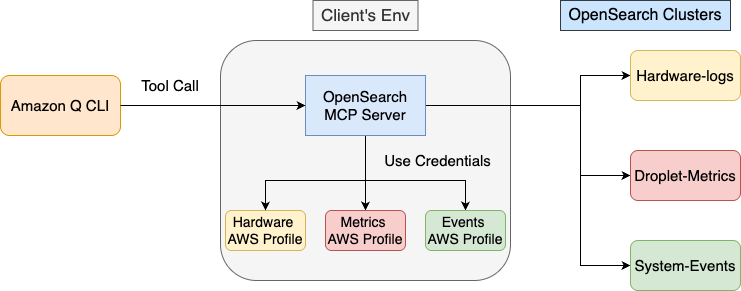 Client's Env
OpenSearch Clusters
Amazon Q CLI
Tool Call
OpenSearch
MCP Server
Use Credentials
Hardware
AWS Profile
Metrics
AWS Profile
Events
AWS Profile
Hardware-logs
Droplet-Metrics
System-Events